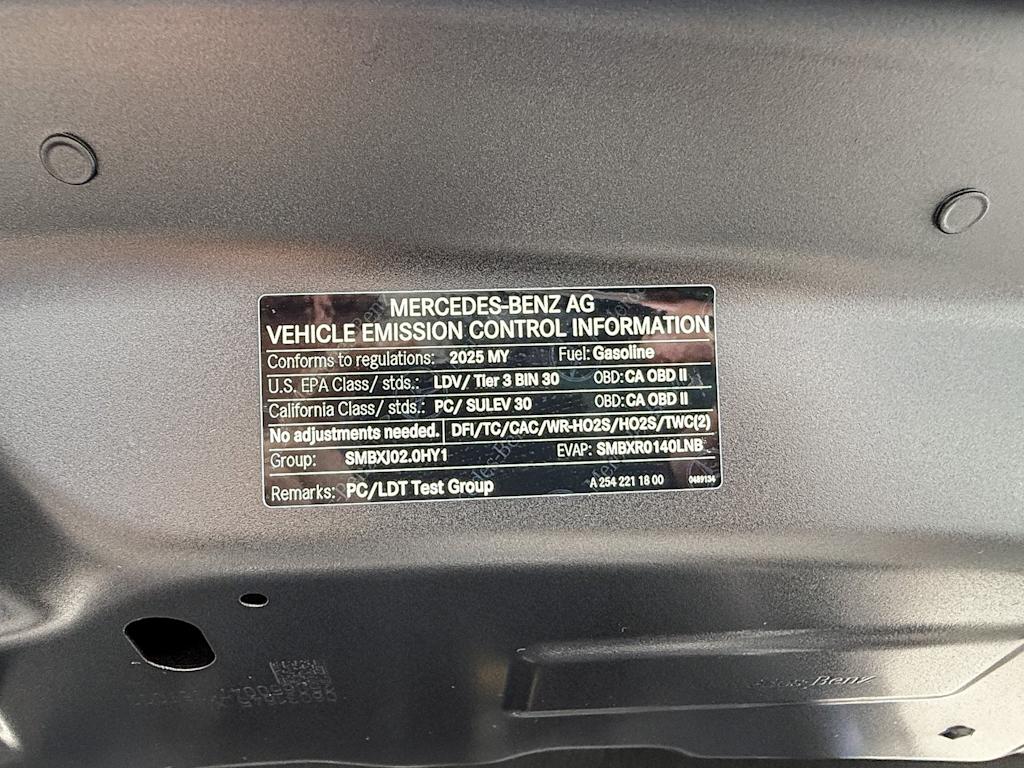 MERCEDES-BENZ AG
VEHICLE EMISSION CONTROL INFORMATION
Conforms to regulations: 2025 MY Fuel: Gasoline
U.S. EPA Class/ stds.: LDV/ Tier 3 BIN 30 OBD: CA OBD II
California Class/ stds.: PC/ SULEV 30 OBD: CA OBD II
No adjustments needed. DFI/TC/CAC/WR-HO2S/HO2S/TWC(2)
Group: SMBXJ02.0HY1 EVAP: SMBXR0140LNB
Remarks: PC/LDT Test Group A 254 221 18 00 0489134